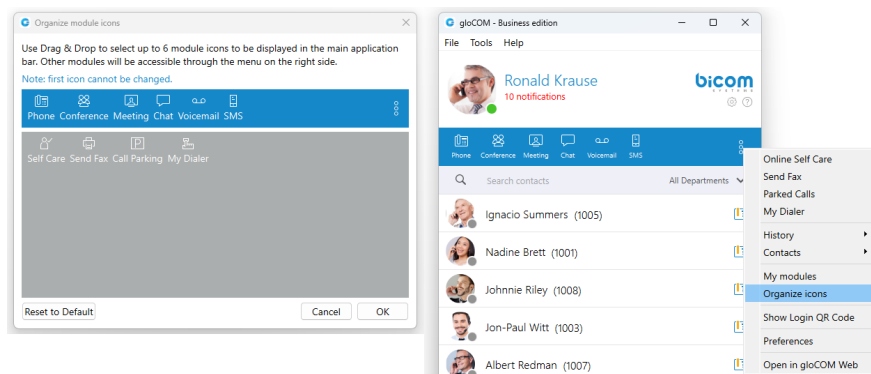 Organize module icons
Use Drag & Drop to select up to 6 module icons to be displayed in the main application
bar. Other modules will be accessible through the menu on the right side.
Note: first icon cannot be changed.
Phone Conference Meeting Chat Voicemail SMS
Self Care Send Fax Call Parking My Dialer
Reset to Default Cancel OK
gloCOM - Business edition
File Tools Help
Ronald Krause
10 notifications
bicom
SYSTEMS
Phone Conference Meeting Chat Voicemail SMS
Search contacts All Departments
Ignacio Summers (1005)
Nadine Brett (1001)
Johnnie Riley (1008)
Jon-Paul Witt (1003)
Albert Redman (1007)
Online Self Care
Send Fax
Parked Calls
My Dialer
History
Contacts
My modules
Organize icons
Show Login QR Code
Preferences
Open in gloCOM Web